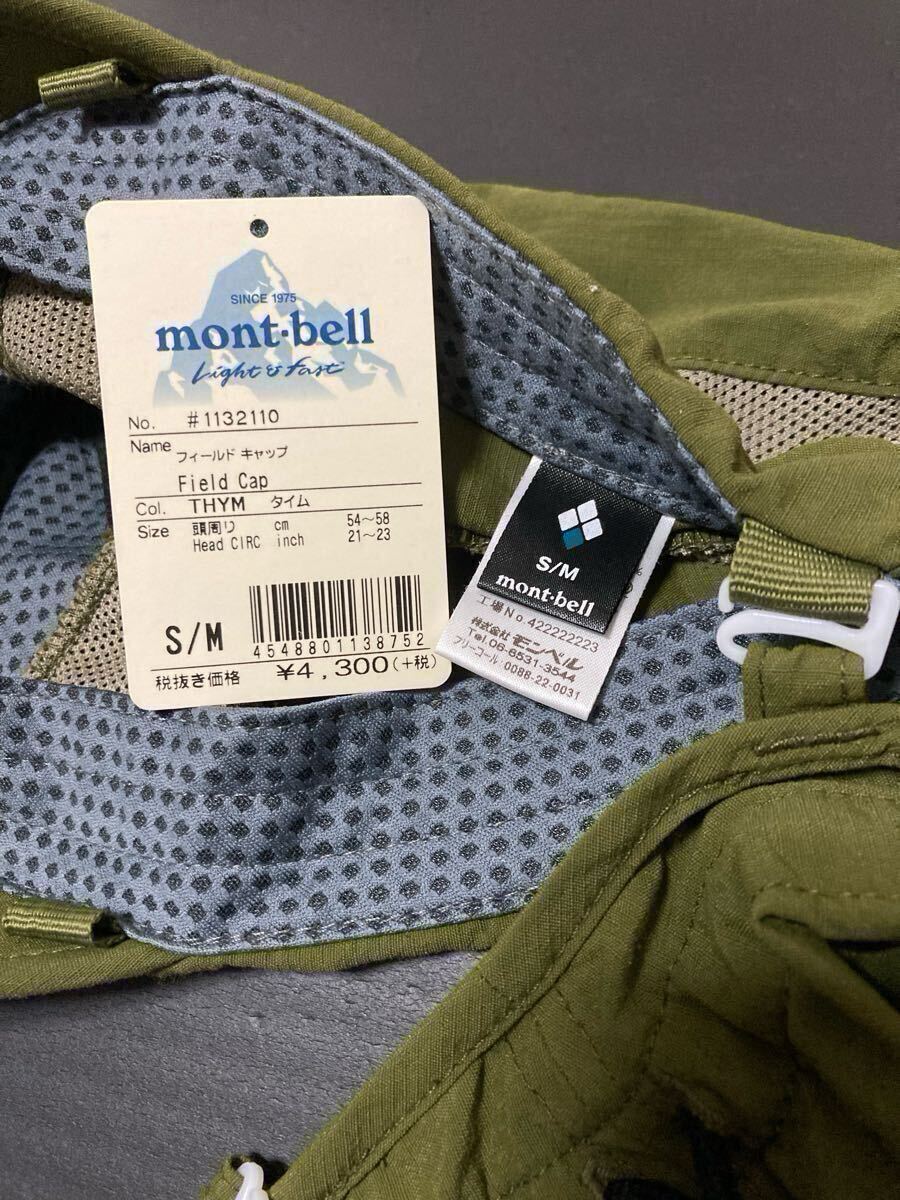 SINCE 1975
mont·bell
Light & Fast
No. #1132110
Name フィールド キャップ
Field Cap
Col. THYM タイム
Size 頭周り cm 54~58
Head CIRC inch 21~23
S/M
4548801138752
税抜き価格 ¥4,300(+税)
S/M
mont·bell
工場No.422222223
株式会社モンベル
Tel.06-6531-3544
フリーコール 0088-22-0031